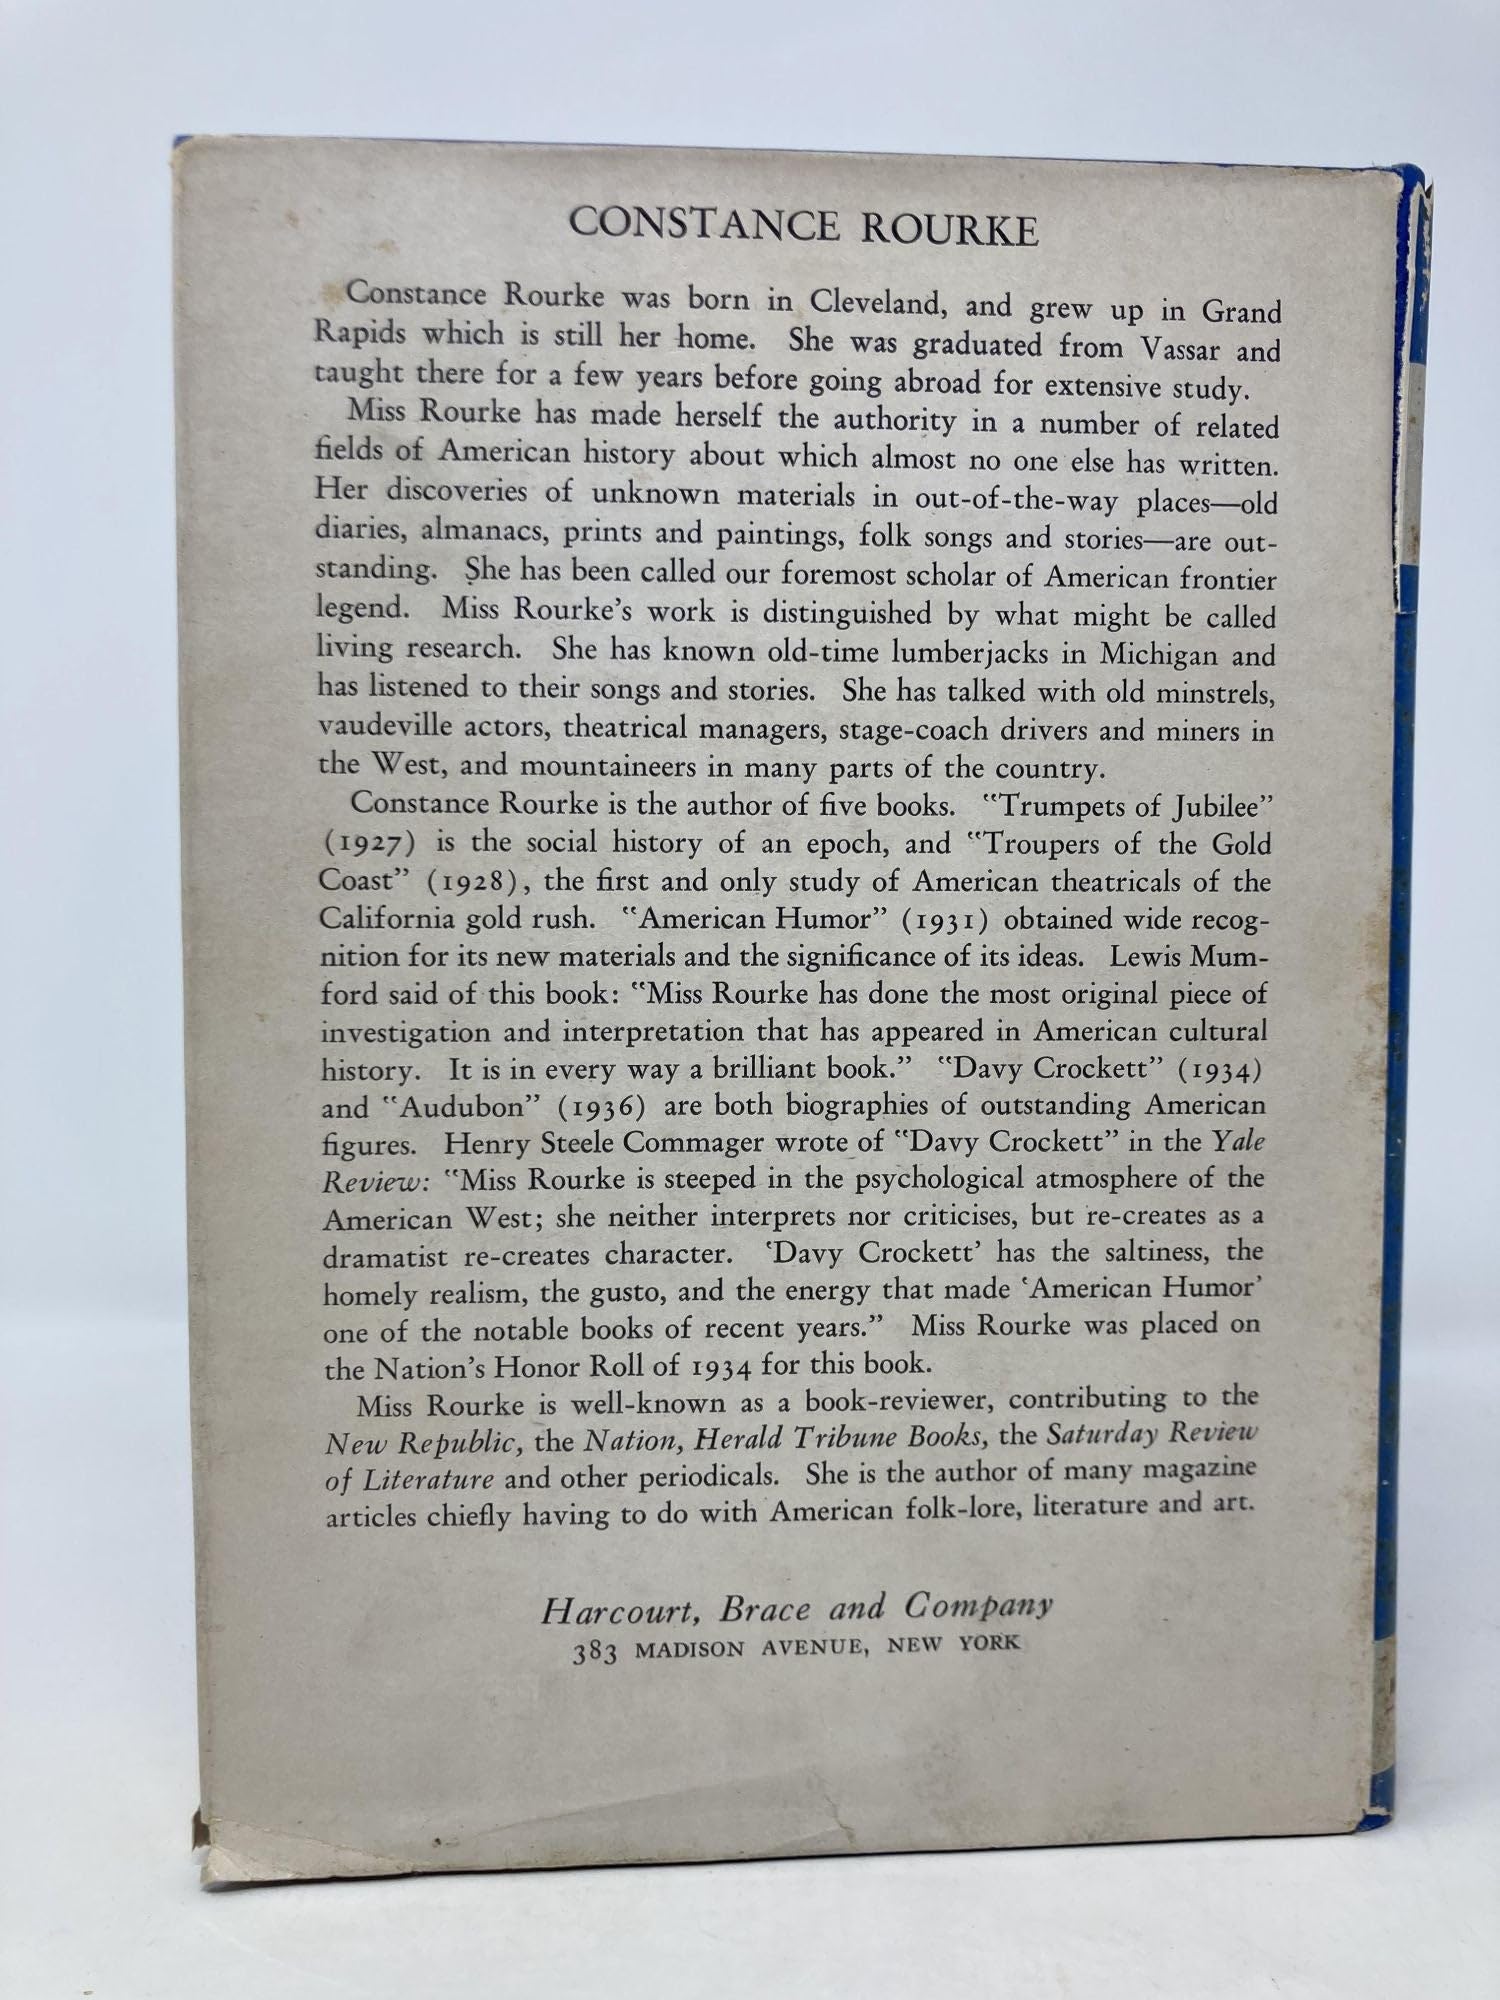 CONSTANCE ROURKE
Constance Rourke was born in Cleveland, and grew up in Grand
Rapids which is still her home. She was graduated from Vassar and
taught there for a few years before going abroad for extensive study.
Miss Rourke has made herself the authority in a number of related
fields of American history about which almost no one else has written.
Her discoveries of unknown materials in out-of-the-way places—old
diaries, almanacs, prints and paintings, folk songs and stories—are out-
standing. She has been called our foremost scholar of American frontier
legend. Miss Rourke's work is distinguished by what might be called
living research. She has known old-time lumberjacks in Michigan and
has listened to their songs and stories. She has talked with old minstrels,
vaudeville actors, theatrical managers, stage-coach drivers and miners in
the West, and mountaineers in many parts of the country.
Constance Rourke is the author of five books. "Trumpets of Jubilee"
(1927) is the social history of an epoch, and "Troupers of the Gold
Coast" (1928), the first and only study of American theatricals of the
California gold rush. "American Humor" (1931) obtained wide recog-
nition for its new materials and the significance of its ideas. Lewis Mum-
ford said of this book: "Miss Rourke has done the most original piece of
investigation and interpretation that has appeared in American cultural
history. It is in every way a brilliant book." "Davy Crockett" (1934)
and "Audubon" (1936) are both biographies of outstanding American
figures. Henry Steele Commager wrote of "Davy Crockett" in the Yale
Review: "Miss Rourke is steeped in the psychological atmosphere of the
American West; she neither interprets nor criticises, but re-creates as a
dramatist re-creates character. 'Davy Crockett' has the saltiness, the
homely realism, the gusto, and the energy that made 'American Humor'
one of the notable books of recent years." Miss Rourke was placed on
the Nation's Honor Roll of 1934 for this book.
Miss Rourke is well-known as a book-reviewer, contributing to the
New Republic, the Nation, Herald Tribune Books, the Saturday Review
of Literature and other periodicals. She is the author of many magazine
articles chiefly having to do with American folk-lore, literature and art.
Harcourt, Brace and Company
383 MADISON AVENUE, NEW YORK